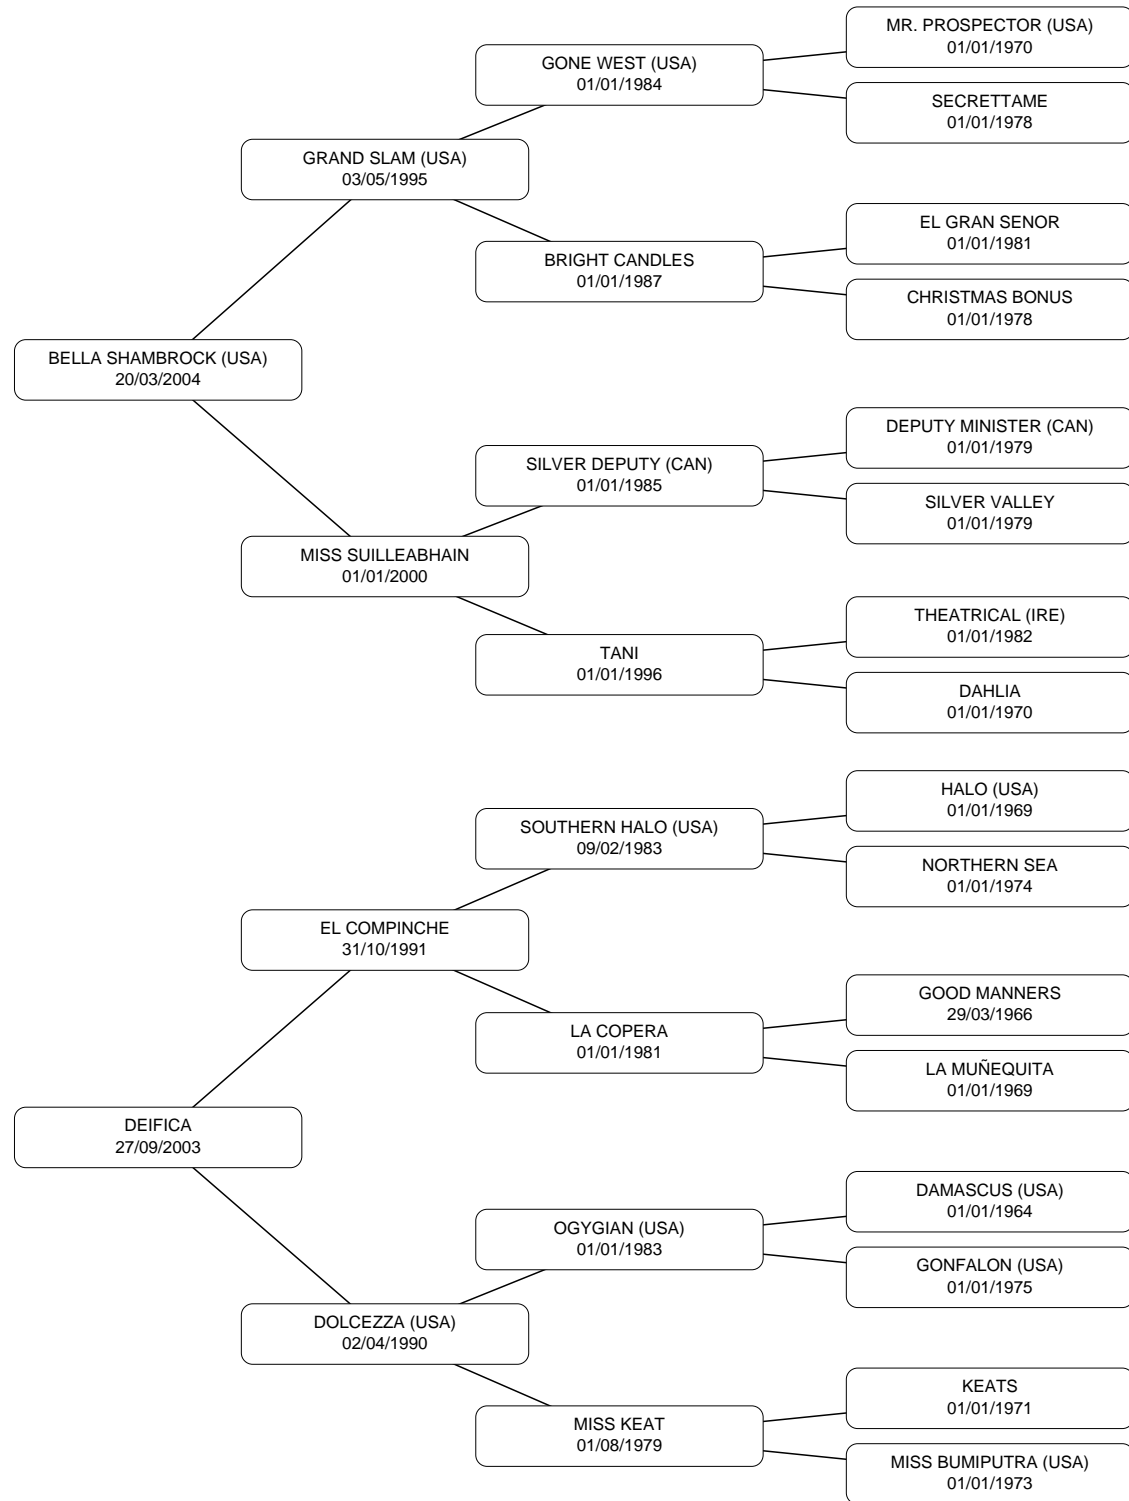 MR. PROSPECTOR (USA)
01/01/1970
GONE WEST (USA)
01/01/1984
SECRETTAME
01/01/1978
GRAND SLAM (USA)
03/05/1995
EL GRAN SENOR
01/01/1981
BRIGHT CANDLES
01/01/1987
CHRISTMAS BONUS
01/01/1978
BELLA SHAMBROCK (USA)
20/03/2004
DEPUTY MINISTER (CAN)
01/01/1979
SILVER DEPUTY (CAN)
01/01/1985
SILVER VALLEY
01/01/1979
MISS SUILLEABHAIN
01/01/2000
THEATRICAL (IRE)
01/01/1982
TANI
01/01/1996
DAHLIA
01/01/1970
HALO (USA)
01/01/1969
SOUTHERN HALO (USA)
09/02/1983
NORTHERN SEA
01/01/1974
EL COMPINCHE
31/10/1991
GOOD MANNERS
29/03/1966
LA COPERA
01/01/1981
LA MUÑEQUITA
01/01/1969
DEIFICA
27/09/2003
DAMASCUS (USA)
01/01/1964
OGYGIAN (USA)
01/01/1983
GONFALON (USA)
01/01/1975
DOLCEZZA (USA)
02/04/1990
KEATS
01/01/1971
MISS KEAT
01/08/1979
MISS BUMIPUTRA (USA)
01/01/1973